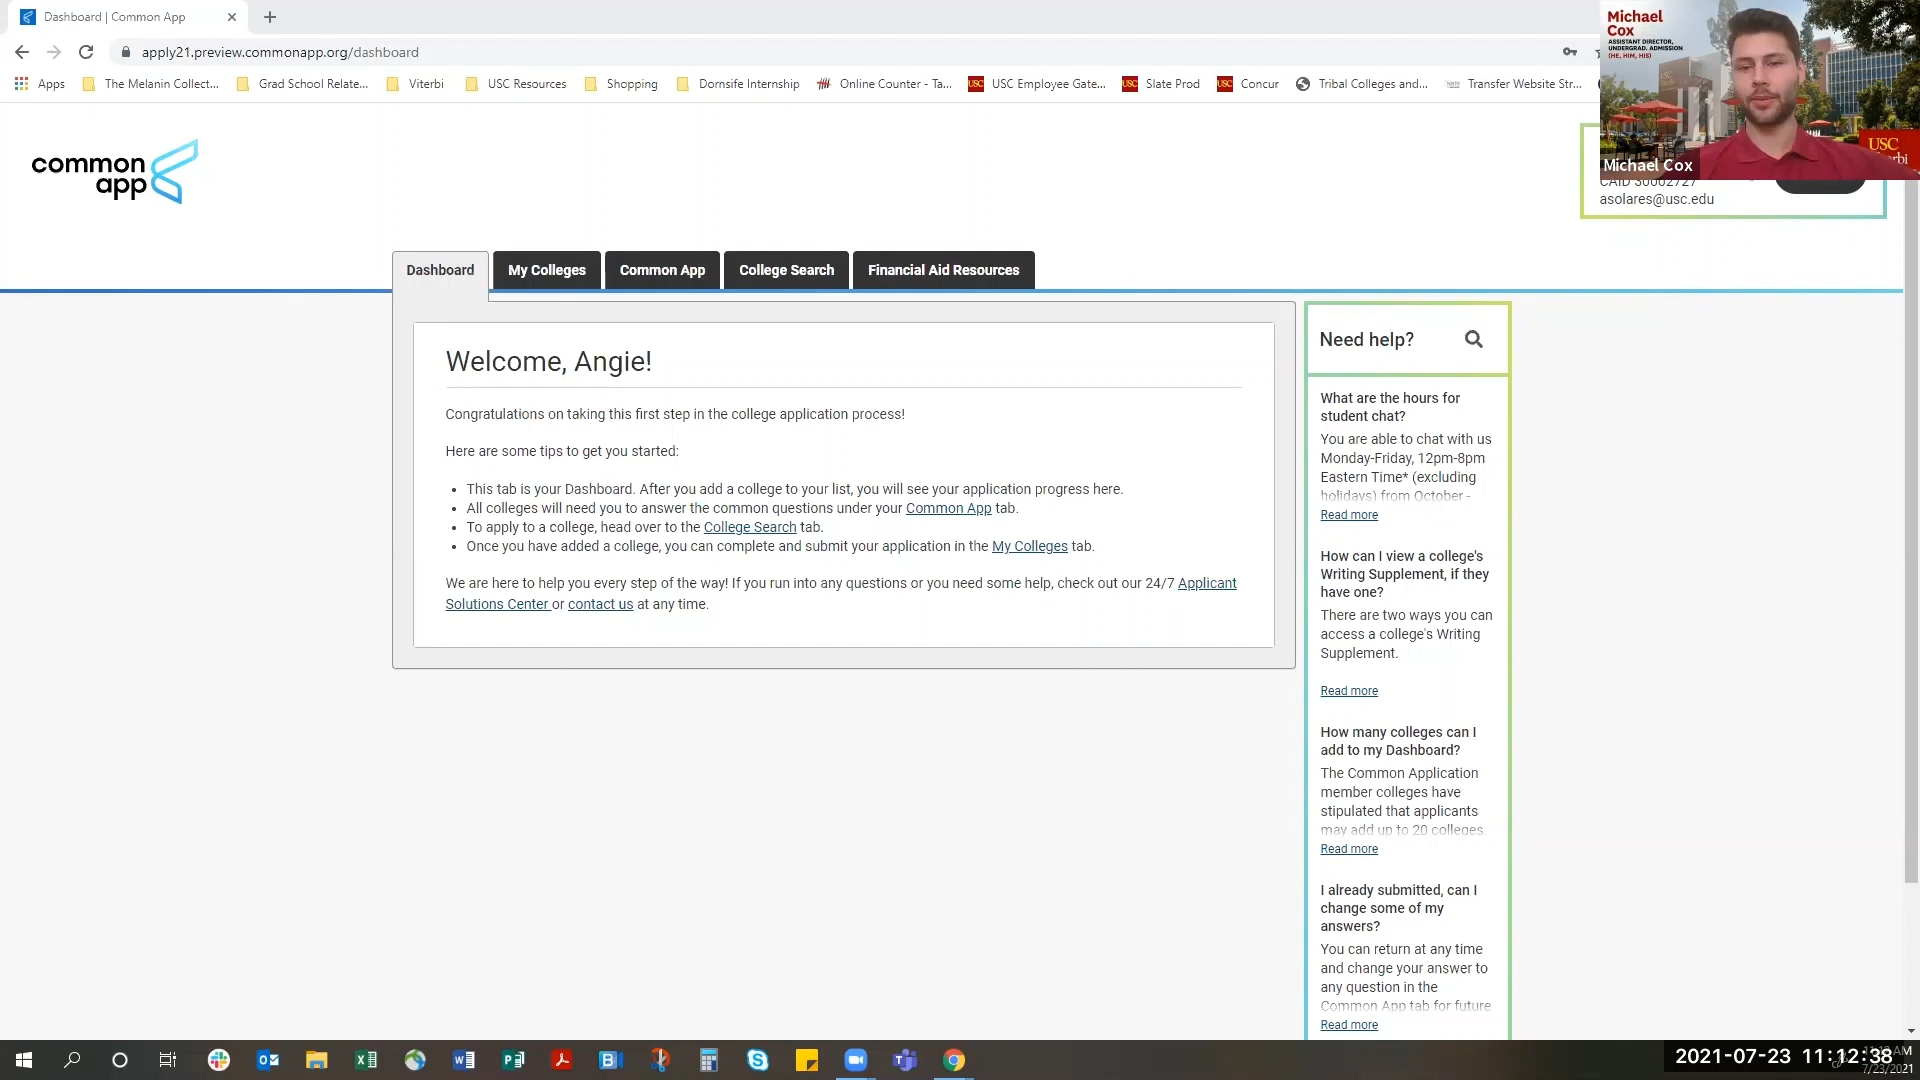 Dashboard | Common App
apply21.preview.commonapp.org/dashboard
Apps
The Melanin Collect...
Grad School Relate...
Viterbi
USC Resources
Shopping
Dornsife Internship
Online Counter - Ta...
USC Employee Gate...
Slate Prod
Concur
Tribal Colleges and...
Transfer Website Str...
Michael
Cox
ASSISTANT DIRECTOR,
UNDERGRAD. ADMISSION
(HE, HIM, HIS)
USC
Michael Cox
common
app
CAID 30002727
asolares@usc.edu
Dashboard
My Colleges
Common App
College Search
Financial Aid Resources
Welcome, Angie!
Congratulations on taking this first step in the college application process!
Here are some tips to get you started:
• This tab is your Dashboard. After you add a college to your list, you will see your application progress here.
• All colleges will need you to answer the common questions under your Common App tab.
• To apply to a college, head over to the College Search tab.
• Once you have added a college, you can complete and submit your application in the My Colleges tab.
We are here to help you every step of the way! If you run into any questions or you need some help, check out our 24/7 Applicant
Solutions Center or contact us at any time.
Need help?
What are the hours for
student chat?
You are able to chat with us
Monday-Friday, 12pm-8pm
Eastern Time* (excluding
holidays) from October -
Read more
How can I view a college's
Writing Supplement, if they
have one?
There are two ways you can
access a college's Writing
Supplement.
Read more
How many colleges can I
add to my Dashboard?
The Common Application
member colleges have
stipulated that applicants
may add up to 20 colleges.
Read more
I already submitted, can I
change some of my
answers?
You can return at any time
and change your answer to
any question in the
Common App tab for future
Read more
2021-07-23 11:12:38
7/23/2021